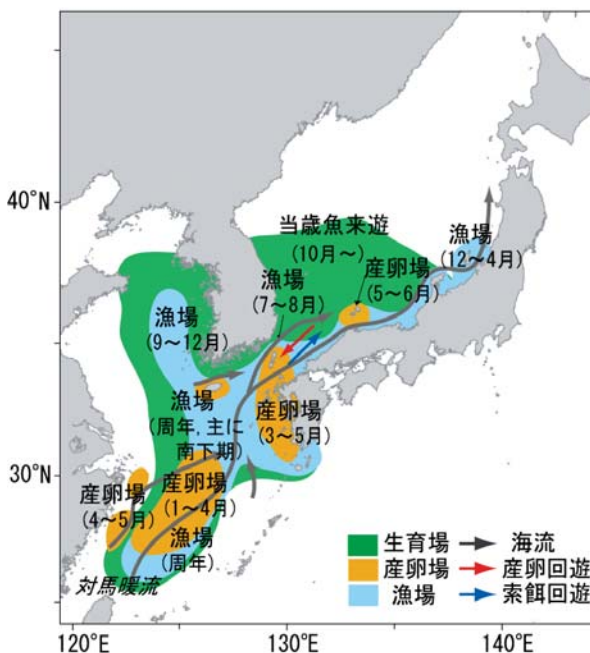 40°N
30°N
120°E
130°E
140°E
当歳魚来遊
(10月～)
漁場
(12～4月)
産卵場
(5～6月)
漁場
(7～8月)
漁場
(9～12月)
漁場
(周年,主に
南下期)
産卵場
(3～5月)
産卵場
(4～5月)
産卵場
(1～4月)
漁場
(周年)
対馬暖流
生育場
産卵場
漁場
海流
産卵回遊
索餌回遊